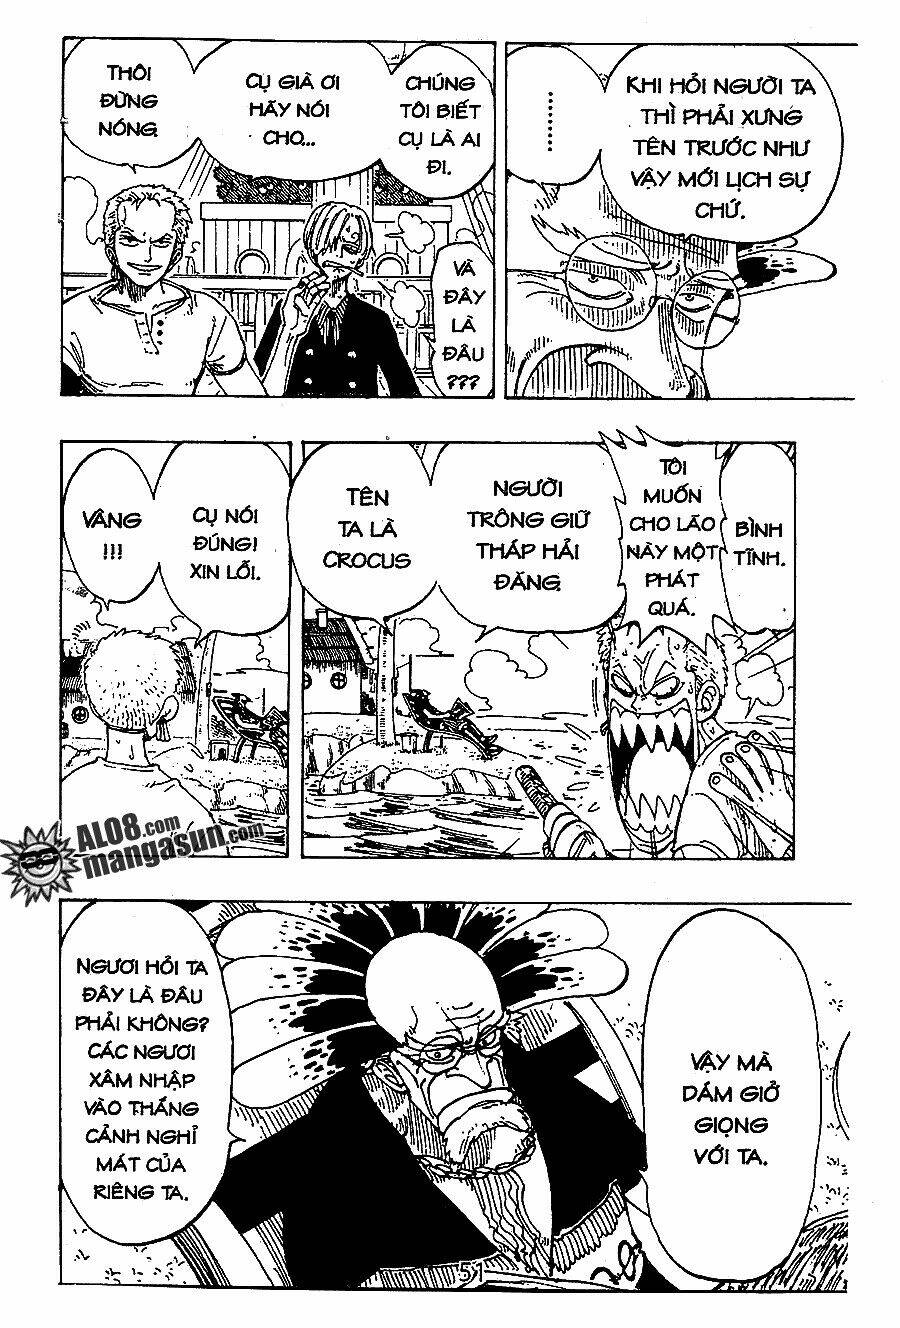 KHI HỎI NGƯỜI TA
THÌ PHẢI XƯNG
TÊN TRƯỚC NHƯ
VẬY MỚI LỊCH SỰ
CHỨ.
.........
CHÚNG
TÔI BIẾT
CỤ LÀ AI
ĐI.
CỤ GIÀ ƠI
HÃY NÓI
CHO...
THÔI
ĐỪNG
NÓNG.
VÀ
ĐÂY
LÀ
ĐÂU
???
BÌNH
TĨNH.
TÔI
MUỐN
CHO LÃO
NÀY MỘT
PHÁT
QUÁ.
NGƯỜI
TRÔNG GIỮ
THÁP HẢI
ĐĂNG
TÊN
TA LÀ
CROCUS
CỤ NÓI
ĐÚNG!
XIN LỖI.
VÂNG
!!!
AL08.com
mangasun.com
VẬY MÀ
DÁM GIỞ
GIỌNG
VỚI TA.
NGƯƠI HỎI TA
ĐÂY LÀ ĐÂU
PHẢI KHÔNG?
CÁC NGƯƠI
XÂM NHẬP
VÀO THẮNG
CẢNH NGHỈ
MÁT CỦA
RIÊNG TA.
51